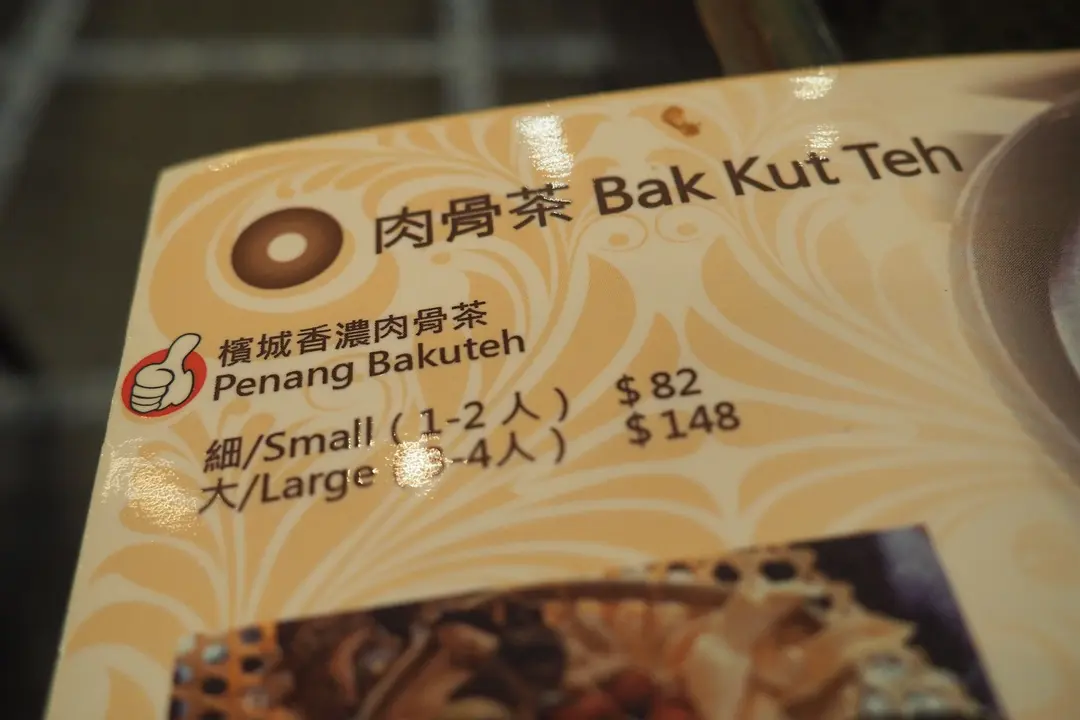 肉骨茶 Bak Kut Teh
檳城香濃肉骨茶
Penang Bakuteh
細/Small ( 1-2 人 ) $ 82
大/Large -4人 ) $ 148